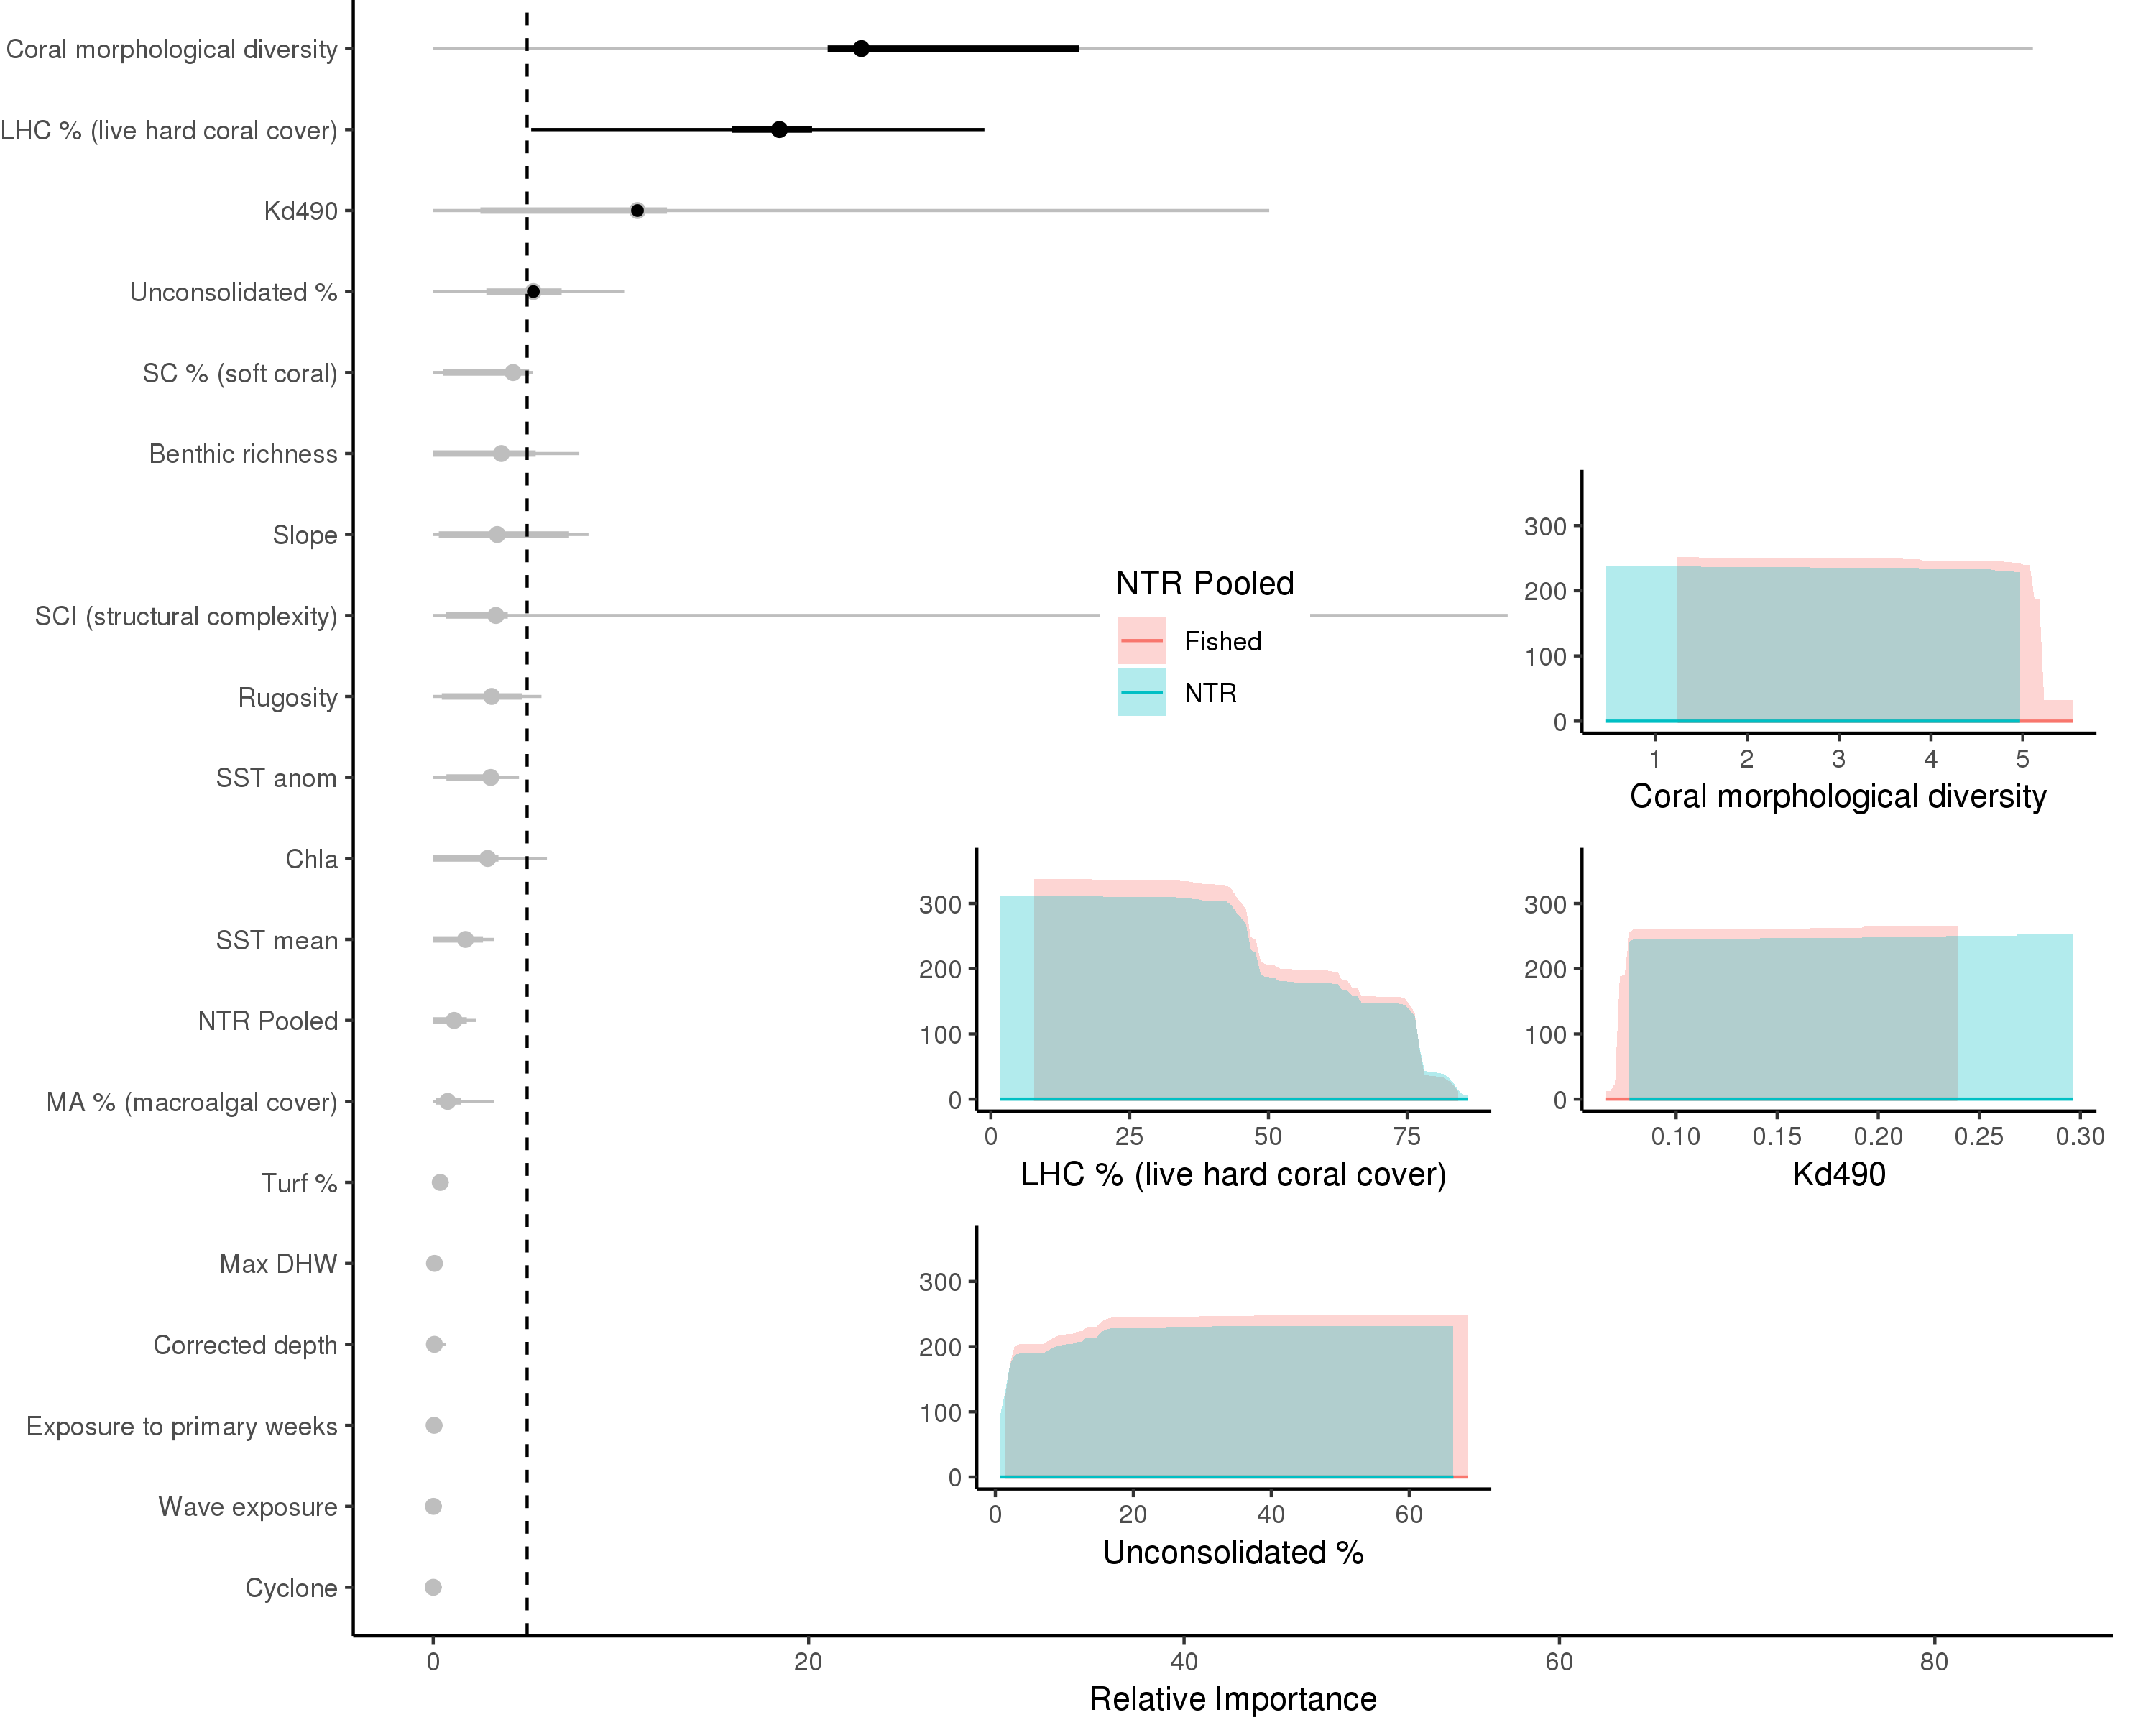 Coral morphological diversity
LHC % (live hard coral cover)
Kd490
Unconsolidated %
SC % (soft coral)
Benthic richness
Slope
SCI (structural complexity)
Rugosity
SST anom
Chla
SST mean
NTR Pooled
MA % (macroalgal cover)
Turf %
Max DHW
Corrected depth
Exposure to primary weeks
Wave exposure
Cyclone
0 20 40 60 80
Relative Importance
NTR Pooled
Fished
NTR
300
200
100
0
1 2 3 4 5
Coral morphological diversity
300
200
100
0
0 25 50 75
LHC % (live hard coral cover)
300
200
100
0
0.10 0.15 0.20 0.25 0.30
Kd490
300
200
100
0
0 20 40 60
Unconsolidated %